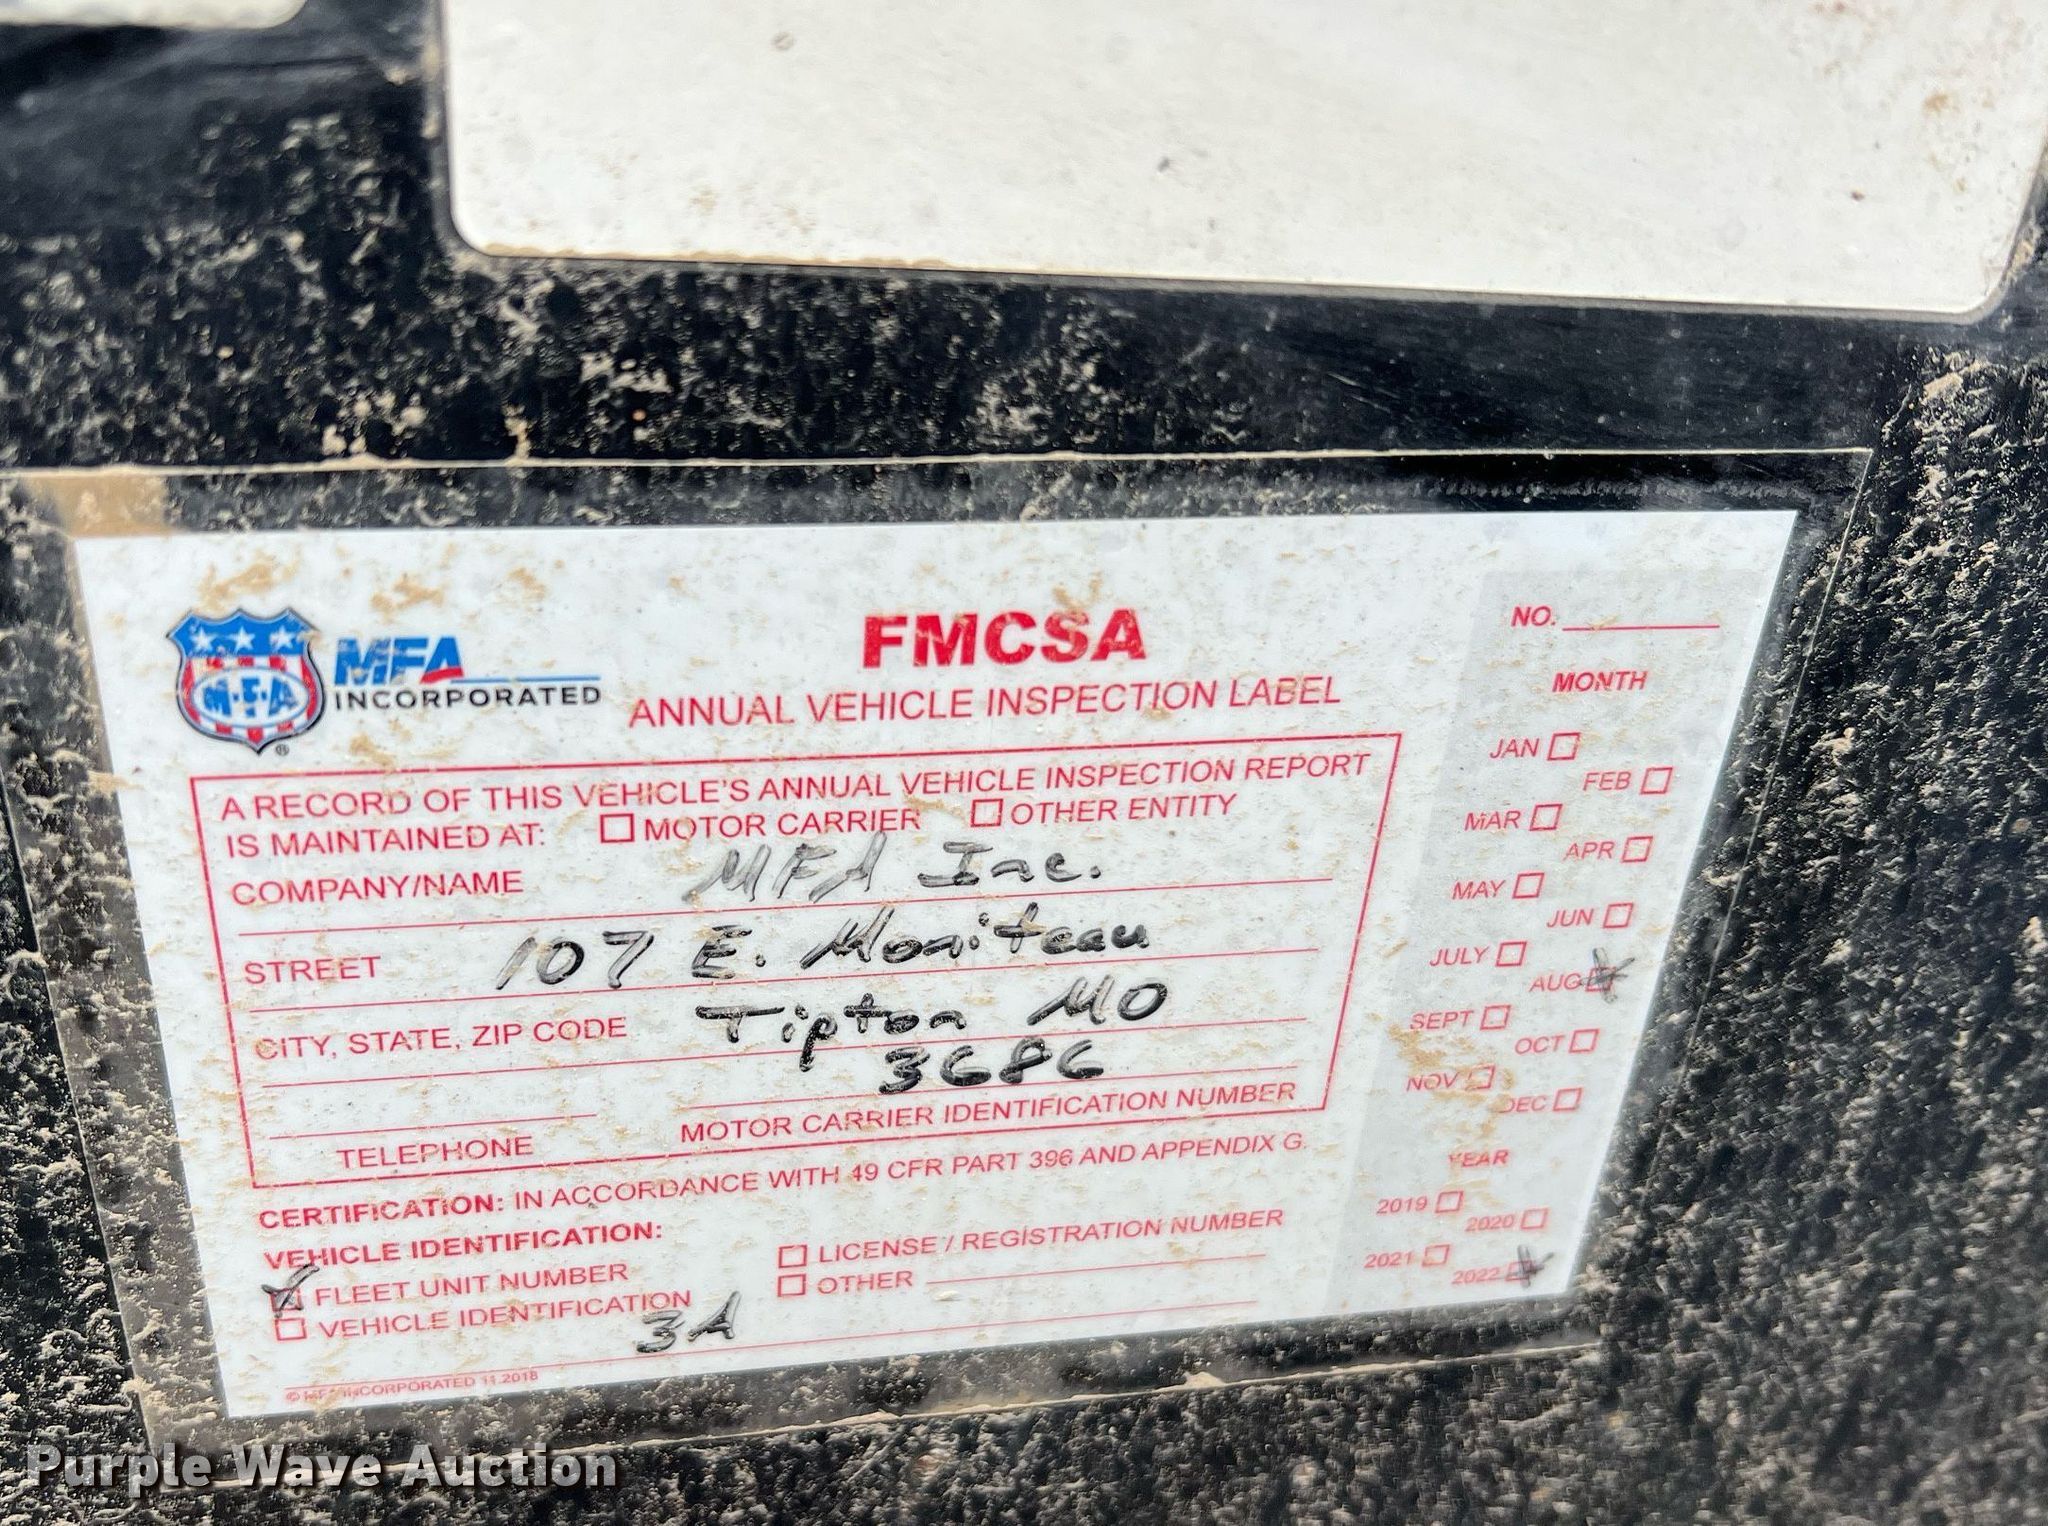 M-F-A
®
MFA
INCORPORATED
FMCSA
ANNUAL VEHICLE INSPECTION LABEL
A RECORD OF THIS VEHICLE'S ANNUAL VEHICLE INSPECTION REPORT
IS MAINTAINED AT: MOTOR CARRIER OTHER ENTITY
COMPANY/NAME MFA Inc.
STREET 107 E. Moniteau
CITY, STATE, ZIP CODE Tipton MO
3686
TELEPHONE MOTOR CARRIER IDENTIFICATION NUMBER
CERTIFICATION: IN ACCORDANCE WITH 49 CFR PART 396 AND APPENDIX G.
VEHICLE IDENTIFICATION:
X FLEET UNIT NUMBER LICENSE / REGISTRATION NUMBER
VEHICLE IDENTIFICATION OTHER
3A
© MFA INCORPORATED 11.2018
NO.
MONTH
JAN
FEB
MAR
APR
MAY
JUN
JULY
AUG X
SEPT
OCT
NOV
DEC
YEAR
2019
2020
2021
2022 X
Purple Wave Auction